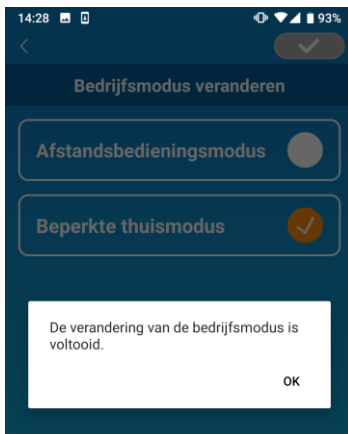 14:28 93%
Bedrijfsmodus veranderen
Afstandsbedieningsmodus
Beperkte thuismodus
De verandering van de bedrijfsmodus is
voltooid.
OK